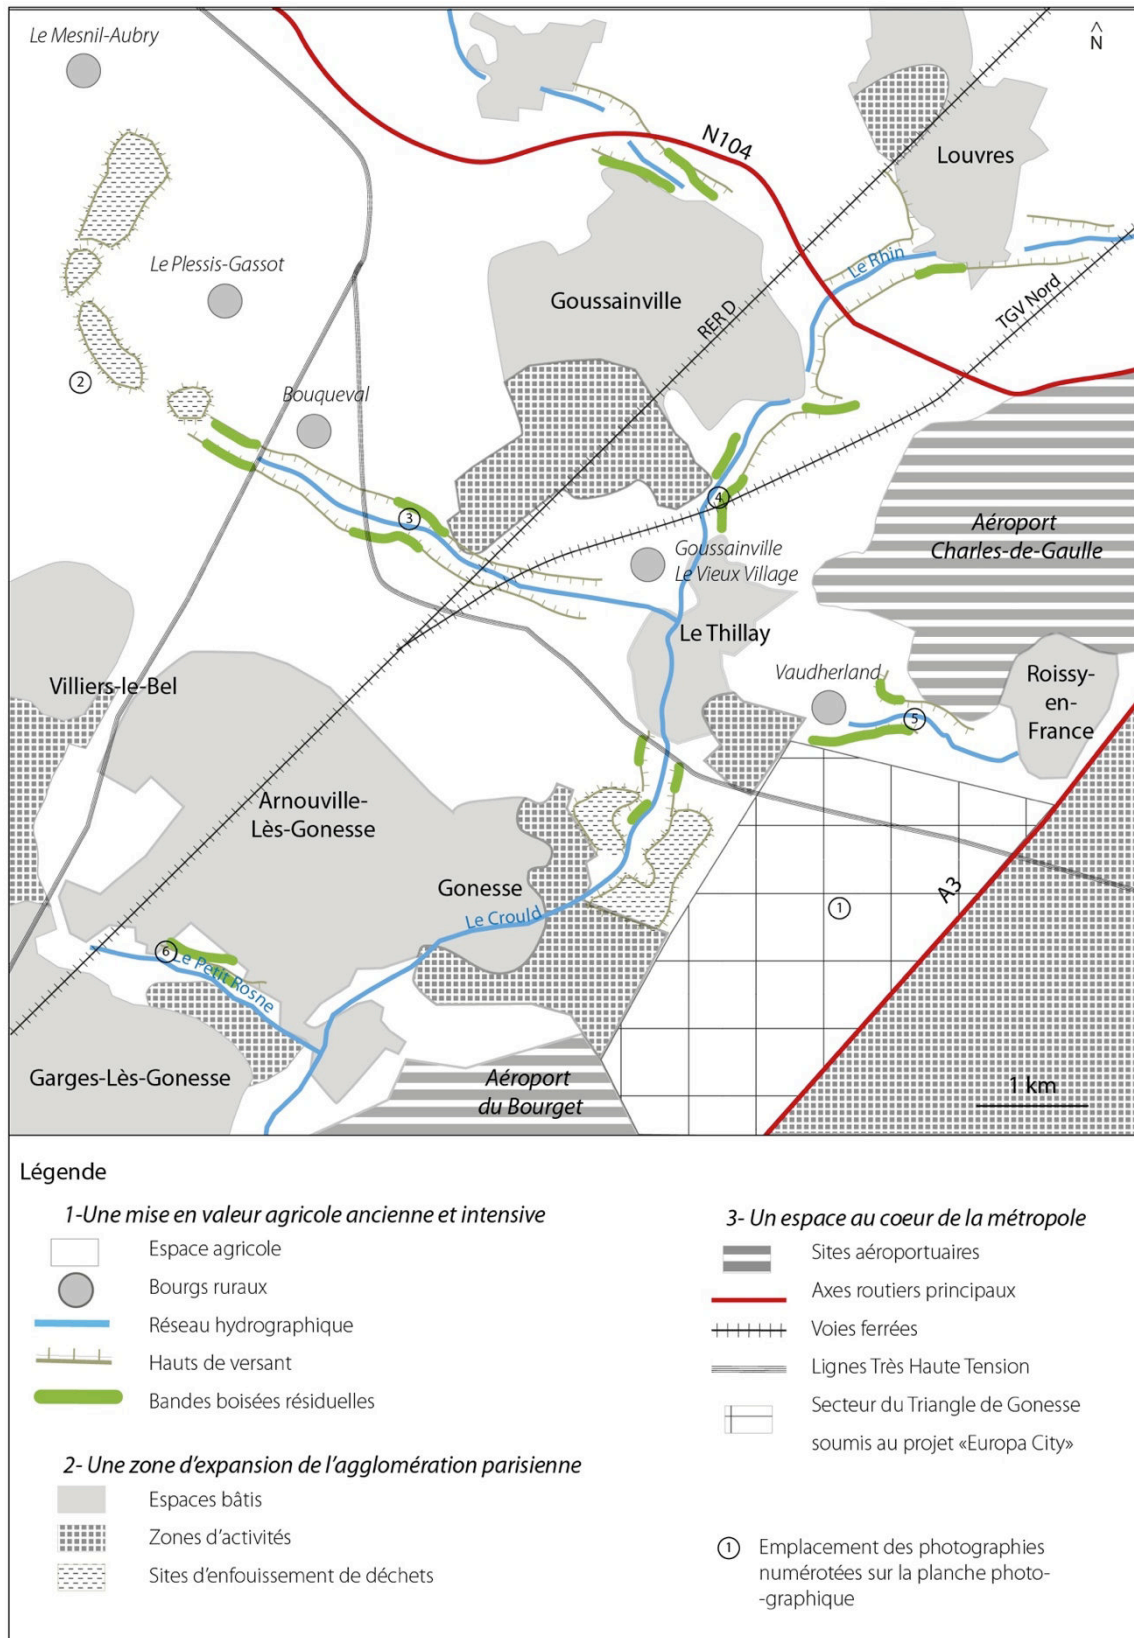 Le Mesnil-Aubry
N
N104
Louvres
Le Plessis-Gassot
Le Rhin
Goussainville
RER D
TGV Nord
2
Bouqueval
4
3
Aéroport
Charles-de-Gaulle
Goussainville
Le Vieux Village
Le Thillay
Villiers-le-Bel
Vaudherland
Roissy-
en-
France
5
Arnouville-
Lès-Gonesse
Gonesse
A3
1
Le Crould
6
Le Petit Rosne
Garges-Lès-Gonesse
Aéroport
du Bourget
1 km
Légende
1-Une mise en valeur agricole ancienne et intensive
Espace agricole
Bourgs ruraux
Réseau hydrographique
Hauts de versant
Bandes boisées résiduelles
2- Une zone d'expansion de l'agglomération parisienne
Espaces bâtis
Zones d'activités
Sites d'enfouissement de déchets
3- Un espace au coeur de la métropole
Sites aéroportuaires
Axes routiers principaux
Voies ferrées
Lignes Très Haute Tension
Secteur du Triangle de Gonesse
soumis au projet «Europa City»
1 Emplacement des photographies
numérotées sur la planche photo-
-graphique